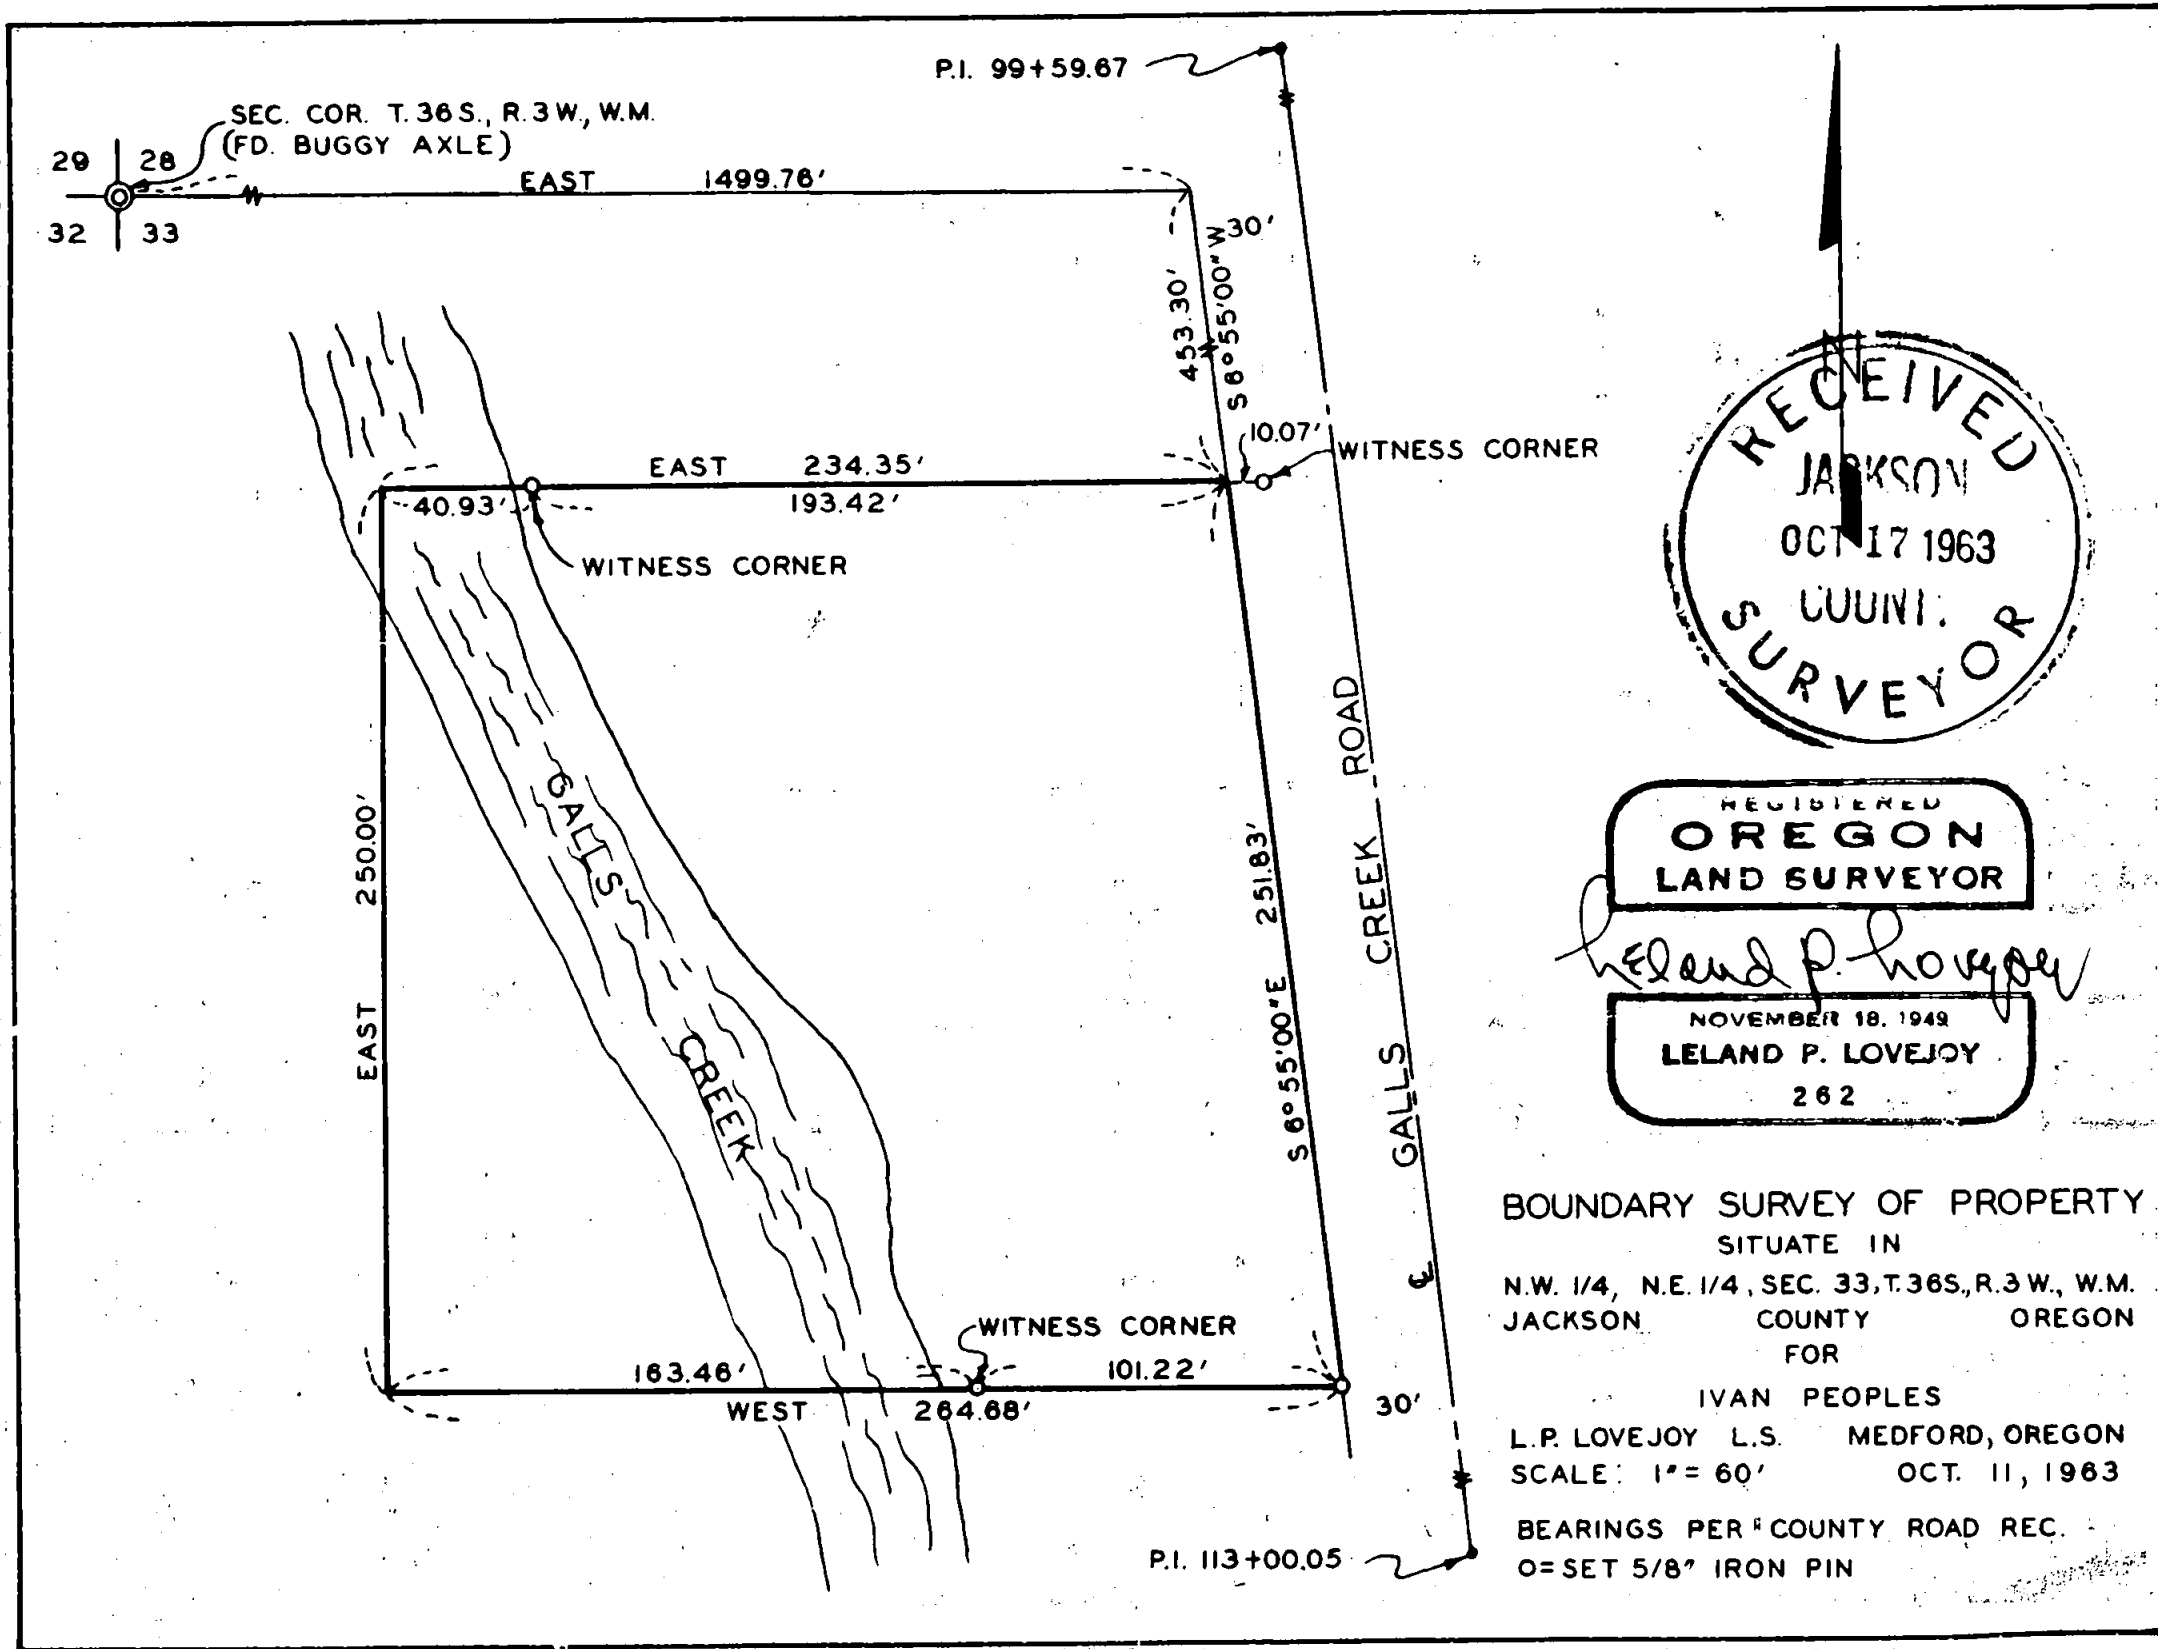 P.I. 99+59.67
SEC. COR. T.36S., R.3W., W.M.
(FD. BUGGY AXLE)
29 28
32 33
EAST 1499.76'
30'
453.30'
S 6° 55'00" W
10.07'
WITNESS CORNER
EAST 234.35'
40.93' 193.42'
WITNESS CORNER
EAST 250.00'
GALLS CREEK
S 6° 55'00" E 251.83'
GALLS CREEK ROAD
WITNESS CORNER
163.46' 101.22'
WEST 264.68'
30'
P.I. 113+00.05
N
RECEIVED
JACKSON
OCT 17 1963
SURVEYOR
REGISTERED
OREGON
LAND SURVEYOR
Leland P. Lovejoy
NOVEMBER 18, 1949
LELAND P. LOVEJOY
262
BOUNDARY SURVEY OF PROPERTY
SITUATE IN
N.W. 1/4, N.E. 1/4, SEC. 33, T.36S., R.3W., W.M.
JACKSON COUNTY OREGON
FOR
IVAN PEOPLES
L.P. LOVEJOY L.S. MEDFORD, OREGON
SCALE: 1"= 60' OCT. 11, 1963
BEARINGS PER COUNTY ROAD REC.
O=SET 5/8" IRON PIN